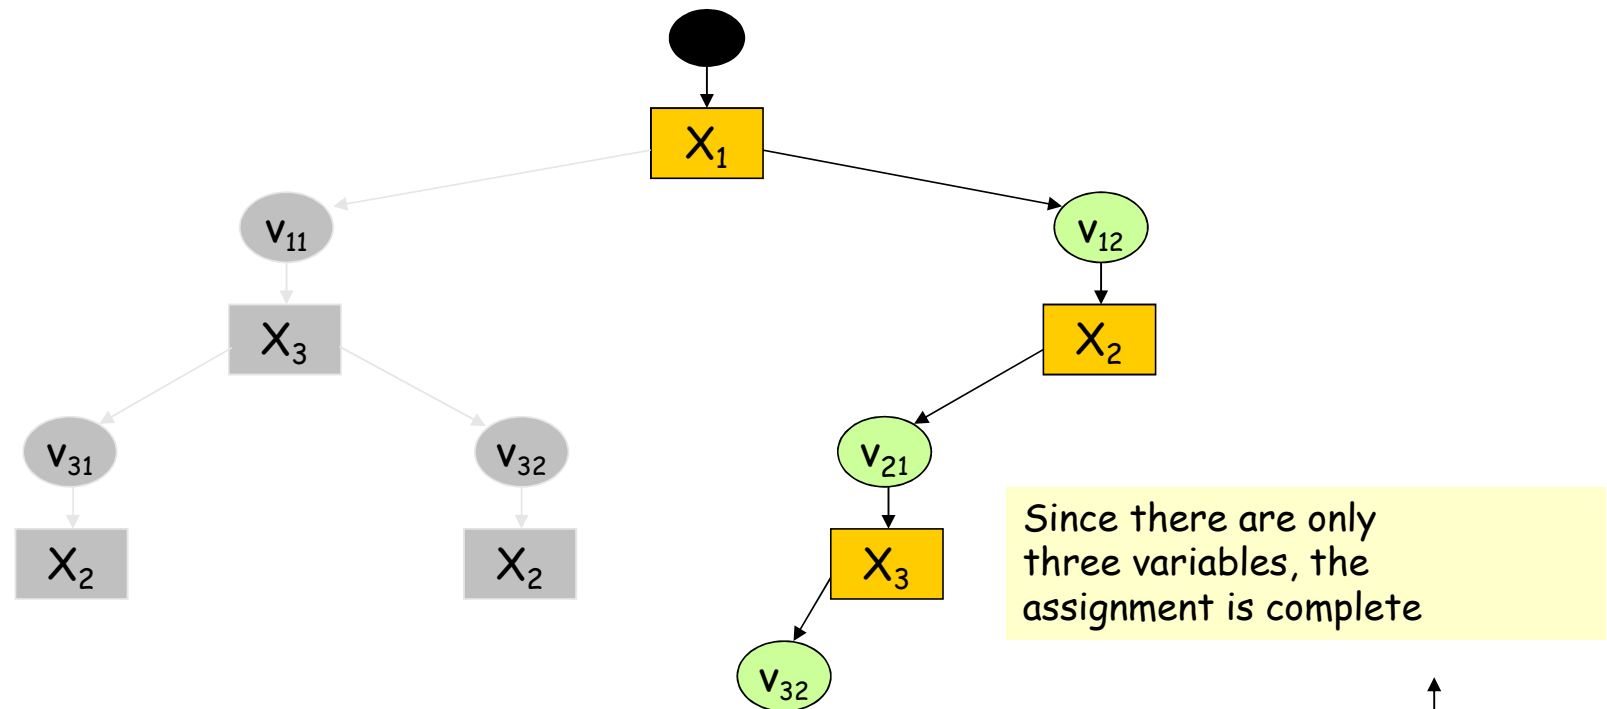 X₁
v₁₁ v₁₂
X₃ X₂
v₃₁ v₃₂ v₂₁
X₂ X₂ X₃
Since there are only
three variables, the
assignment is complete
v₃₂